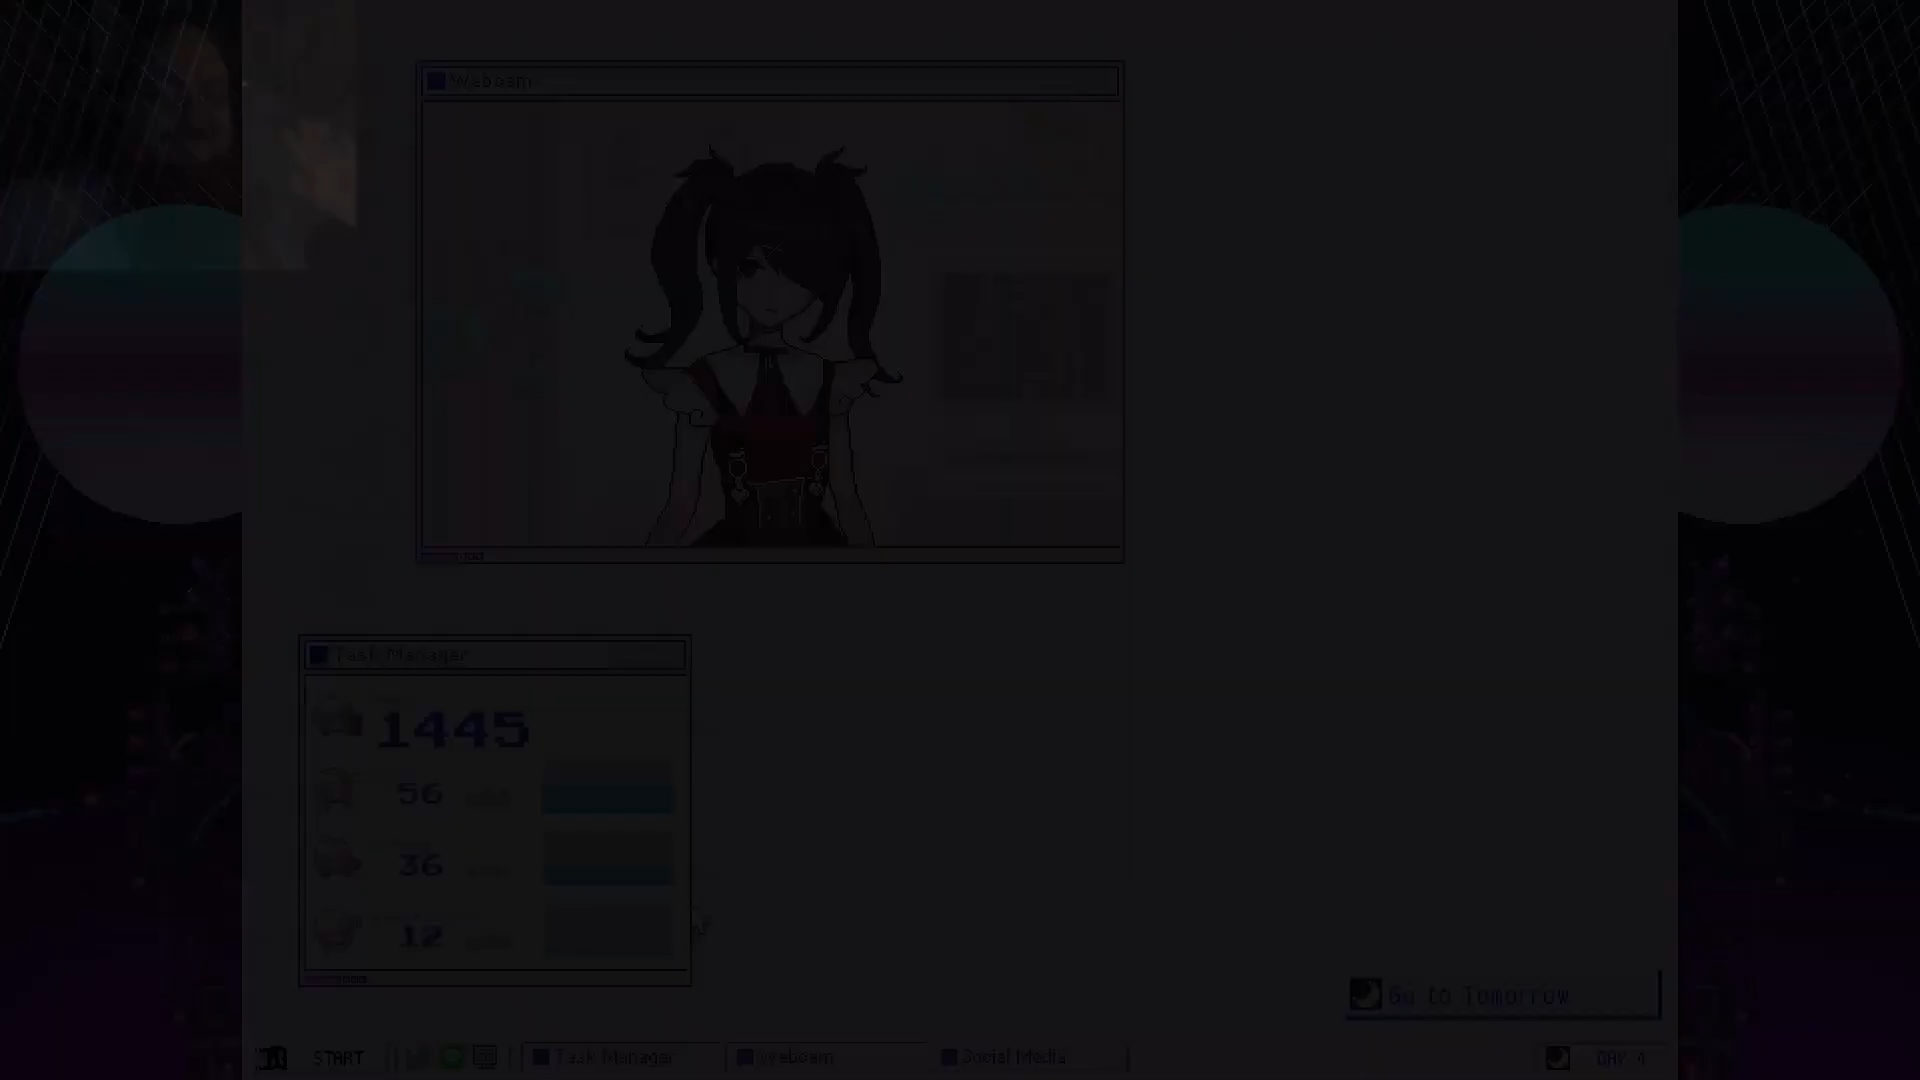 Webcam
Task Manager
1445
56
36
12
Go to Tomorrow
START
Task Manager
Webcam
Social Media
DAY 4